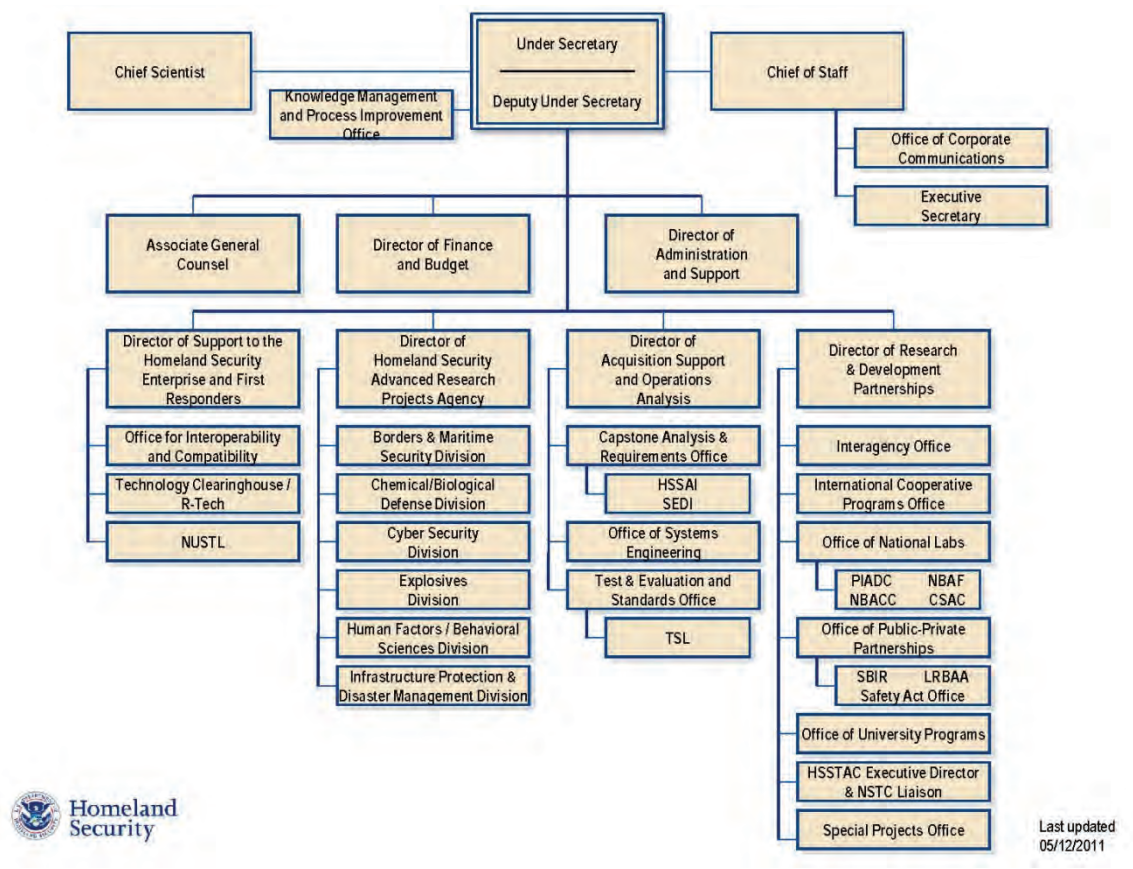 Under Secretary
Deputy Under Secretary
Chief Scientist
Chief of Staff
Knowledge Management
and Process Improvement
Office
Office of Corporate
Communications
Executive
Secretary
Associate General
Counsel
Director of Finance
and Budget
Director of
Administration
and Support
Director of Support to the
Homeland Security
Enterprise and First
Responders
Office for Interoperability
and Compatibility
Technology Clearinghouse /
R-Tech
NUSTL
Director of
Homeland Security
Advanced Research
Projects Agency
Borders & Maritime
Security Division
Chemical/Biological
Defense Division
Cyber Security
Division
Explosives
Division
Human Factors / Behavioral
Sciences Division
Infrastructure Protection &
Disaster Management Division
Director of
Acquisition Support
and Operations
Analysis
Capstone Analysis &
Requirements Office
HSSAI
SEDI
Office of Systems
Engineering
Test & Evaluation and
Standards Office
TSL
Director of Research
& Development
Partnerships
Interagency Office
International Cooperative
Programs Office
Office of National Labs
PIADC NBAF
NBACC CSAC
Office of Public-Private
Partnerships
SBIR LRBAA
Safety Act Office
Office of University Programs
HSSTAC Executive Director
& NSTC Liaison
Special Projects Office
Homeland
Security
Last updated
05/12/2011